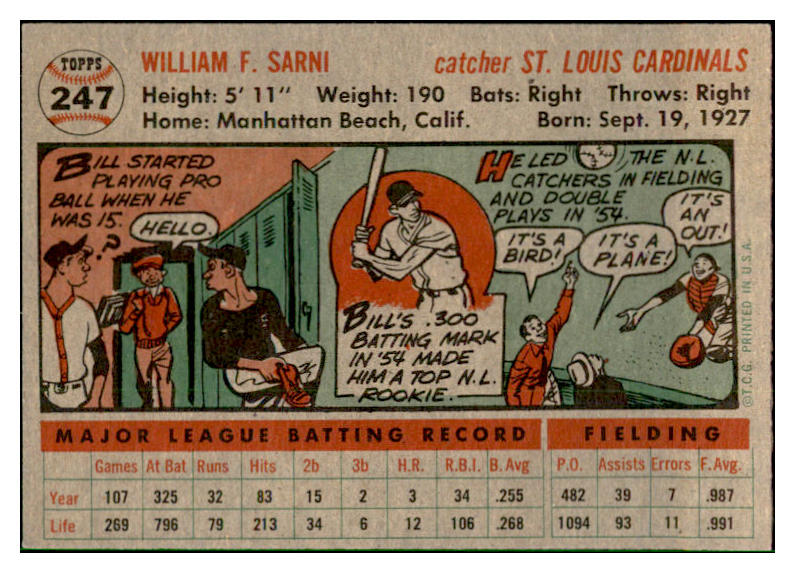 TOPPS
247
WILLIAM F. SARNI
catcher ST. LOUIS CARDINALS
Height: 5' 11" Weight: 190 Bats: Right Throws: Right
Home: Manhattan Beach, Calif. Born: Sept. 19, 1927
BILL STARTED
PLAYING PRO
BALL WHEN HE
WAS 15.
?
HELLO.
BILL'S .300
BATTING MARK
IN '54 MADE
HIM A TOP N.L.
ROOKIE.
HE LED THE N.L.
CATCHERS IN FIELDING
AND DOUBLE
PLAYS IN '54.
IT'S A
BIRD!
IT'S A
PLANE!
IT'S
AN
OUT!
©T.C.G. PRINTED IN U.S.A.
MAJOR LEAGUE BATTING RECORD
FIELDING
Games At Bat Runs Hits 2b 3b H.R. R.B.I. B. Avg P.O. Assists Errors F. Avg.
Year 107 325 32 83 15 2 3 34 .255 482 39 7 .987
Life 269 796 79 213 34 6 12 106 .268 1094 93 11 .991